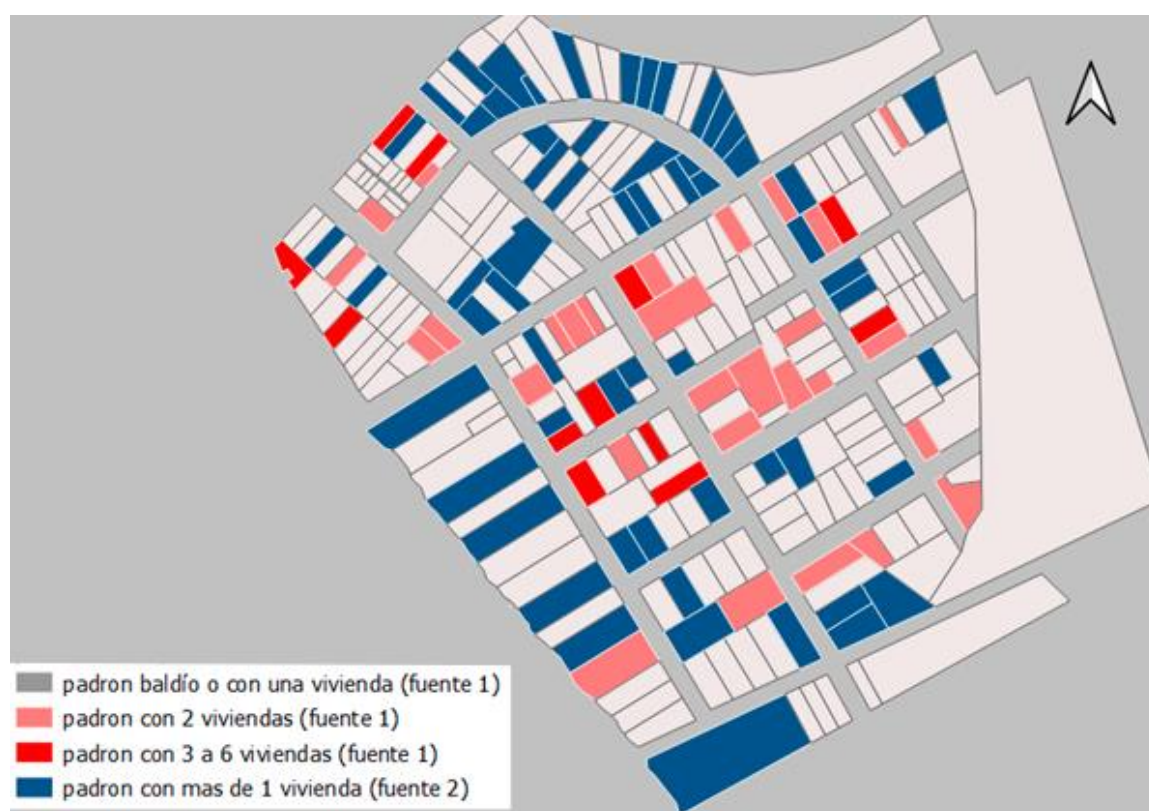 padron baldío o con una vivienda (fuente 1)
padron con 2 viviendas (fuente 1)
padron con 3 a 6 viviendas (fuente 1)
padron con mas de 1 vivienda (fuente 2)